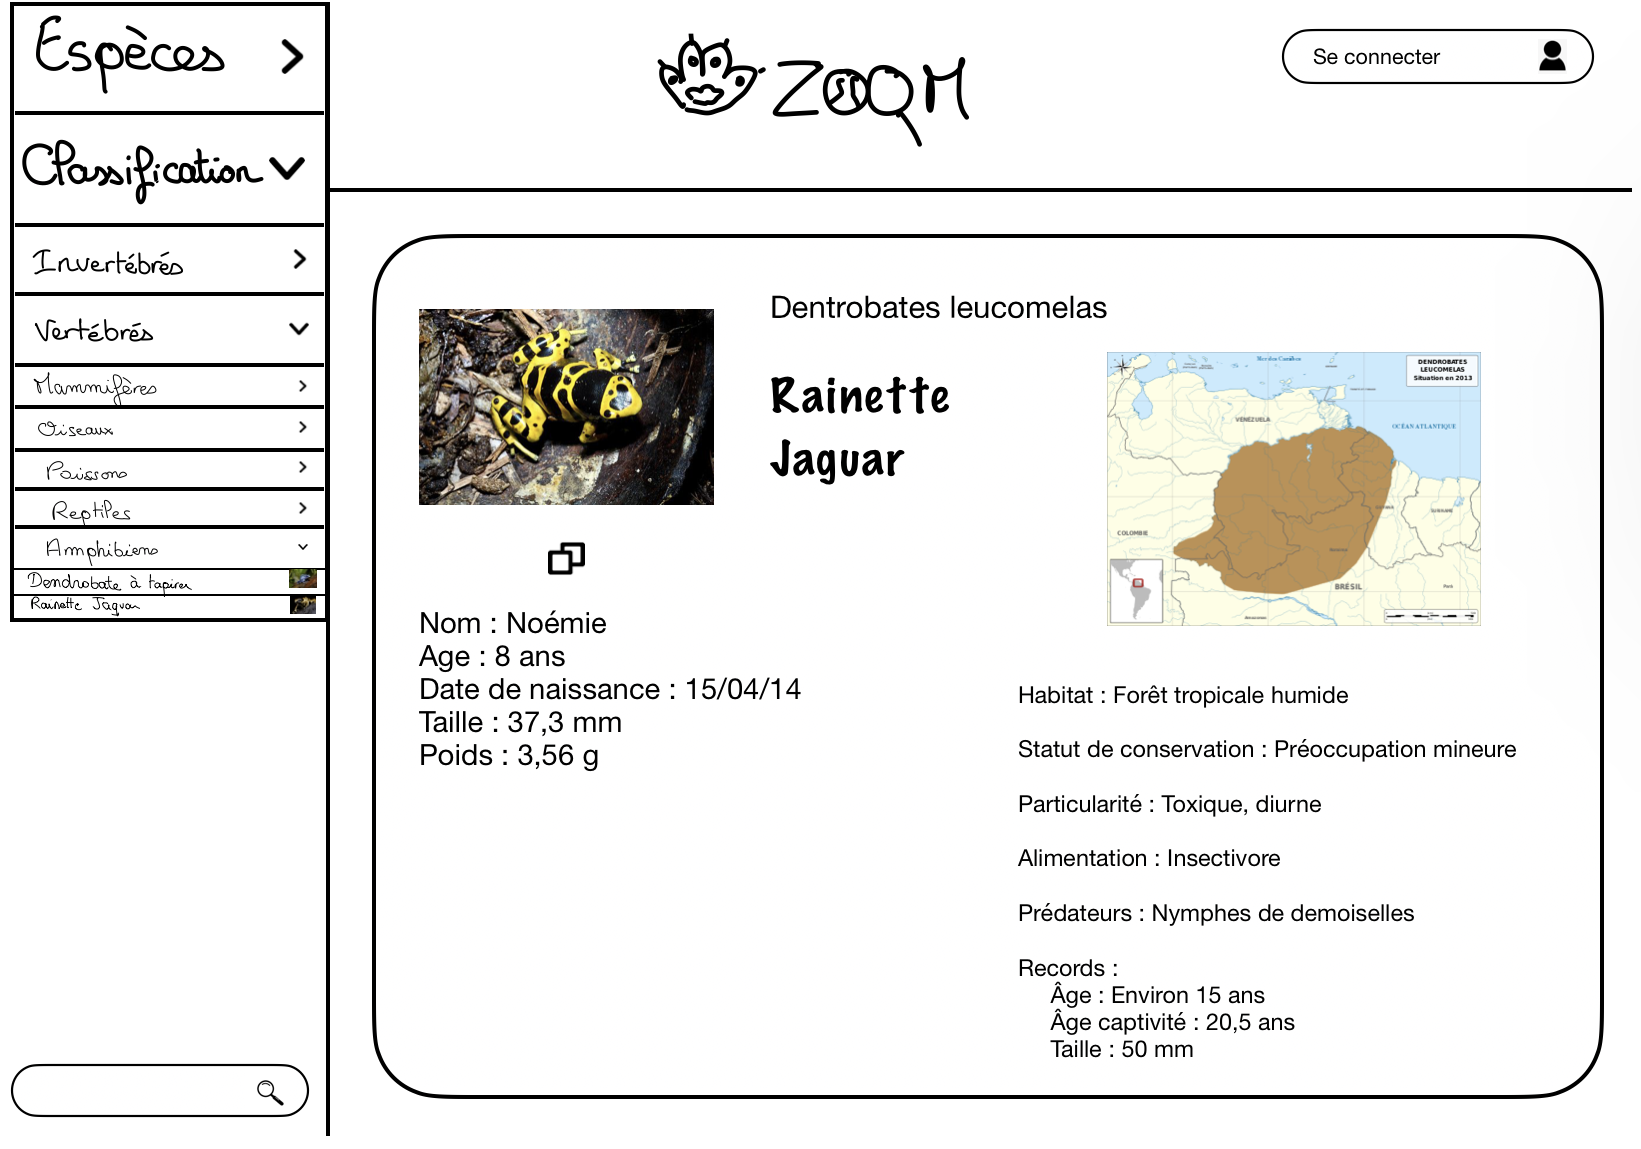 Espèces
Classification
Invertébrés
Vertébrés
Mammifères
Oiseaux
Poissons
Reptiles
Amphibiens
Dendrobate à tapirer
Rainette Jaguar
ZOOM
Se connecter
Dentrobates leucomelas
Rainette
Jaguar
Mer des Caraïbes
DENDROBATES
LEUCOMELAS
Situation en 2013
VENEZUELA
OCÉAN ATLANTIQUE
COLOMBIE
GUYANA
SURINAME
BRÉSIL
Nom : Noémie
Age : 8 ans
Date de naissance : 15/04/14
Taille : 37,3 mm
Poids : 3,56 g
Habitat : Forêt tropicale humide
Statut de conservation : Préoccupation mineure
Particularité : Toxique, diurne
Alimentation : Insectivore
Prédateurs : Nymphes de demoiselles
Records :
Âge : Environ 15 ans
Âge captivité : 20,5 ans
Taille : 50 mm